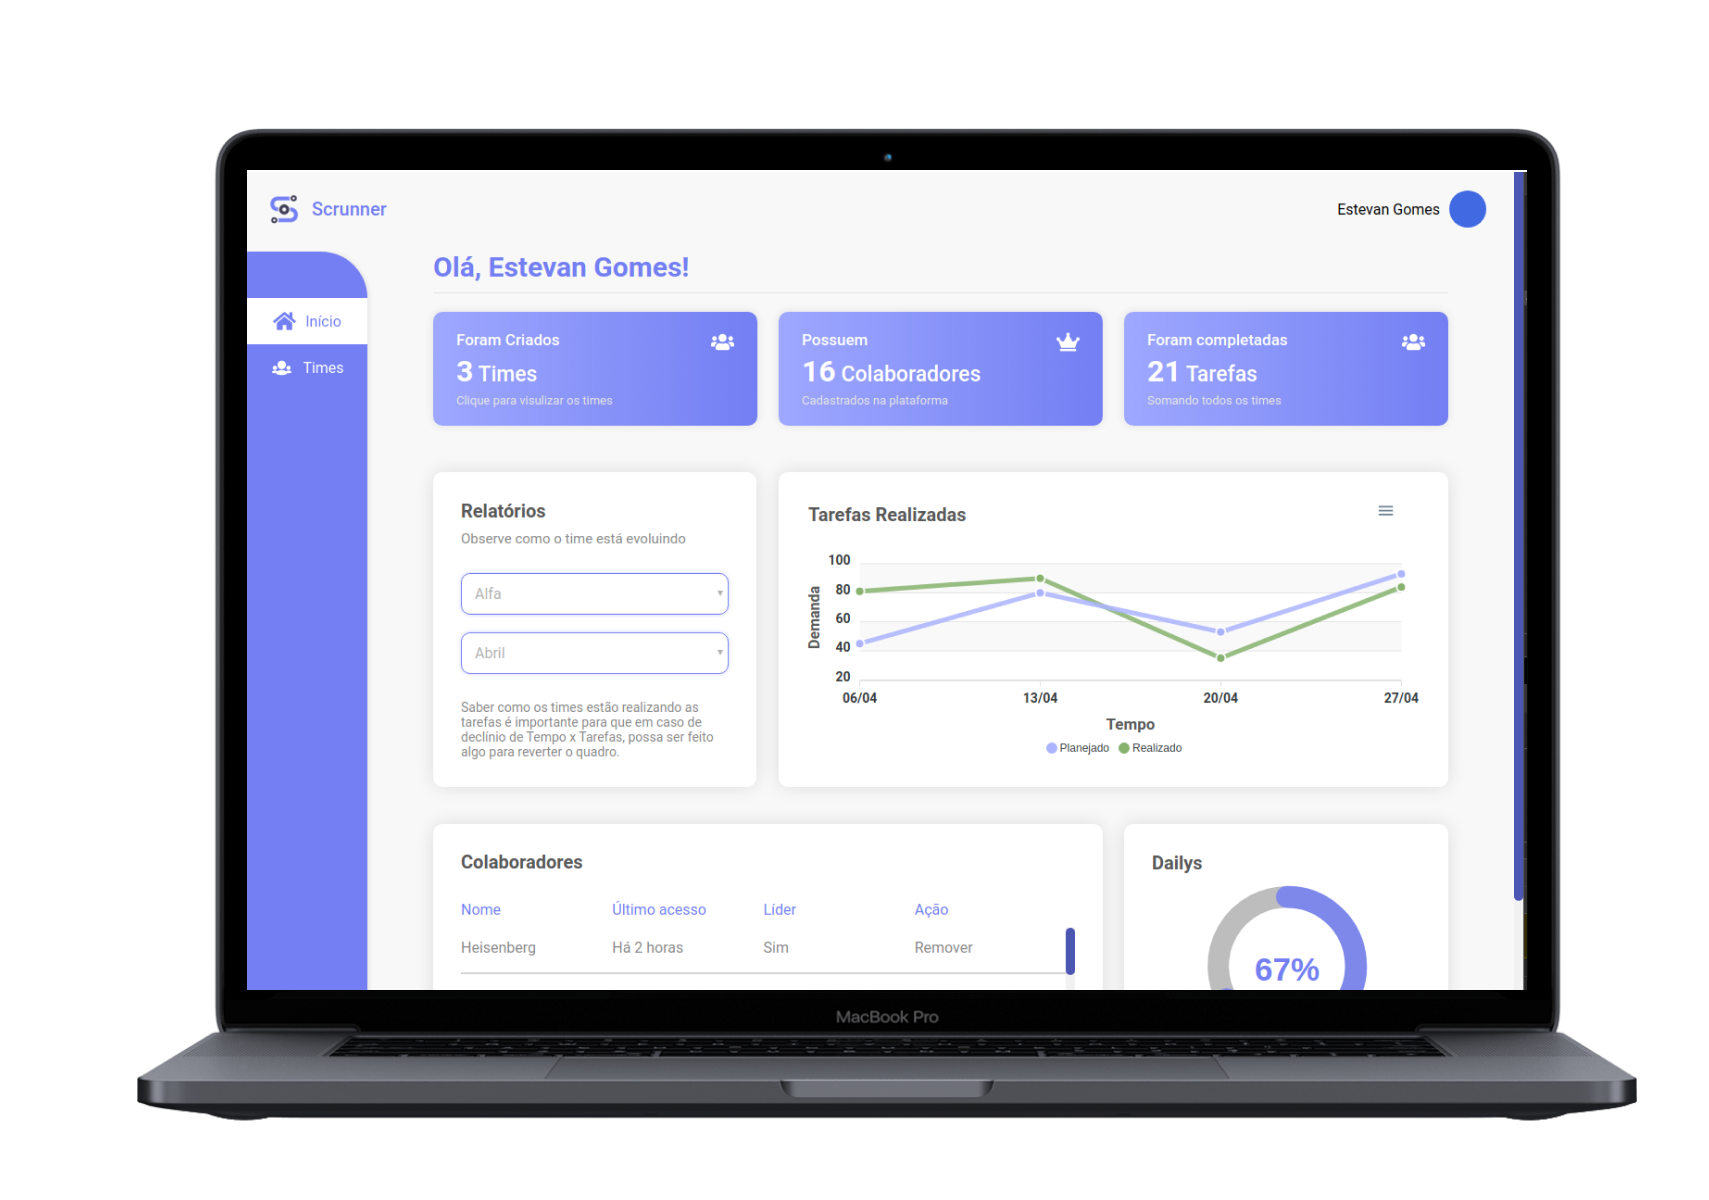 Scrunner
Estevan Gomes
Olá, Estevan Gomes!
Início
Times
Foram Criados
3 Times
Clique para visulizar os times
Possuem
16 Colaboradores
Cadastrados na plataforma
Foram completadas
21 Tarefas
Somando todos os times
Relatórios
Observe como o time está evoluindo
Alfa
Abril
Saber como os times estão realizando as
tarefas é importante para que em caso de
declínio de Tempo x Tarefas, possa ser feito
algo para reverter o quadro.
Tarefas Realizadas
Demanda
100
80
60
40
20
06/04 13/04 20/04 27/04
Tempo
Planejado Realizado
Colaboradores
Nome Último acesso Líder Ação
Heisenberg Há 2 horas Sim Remover
Dailys
67%
MacBook Pro